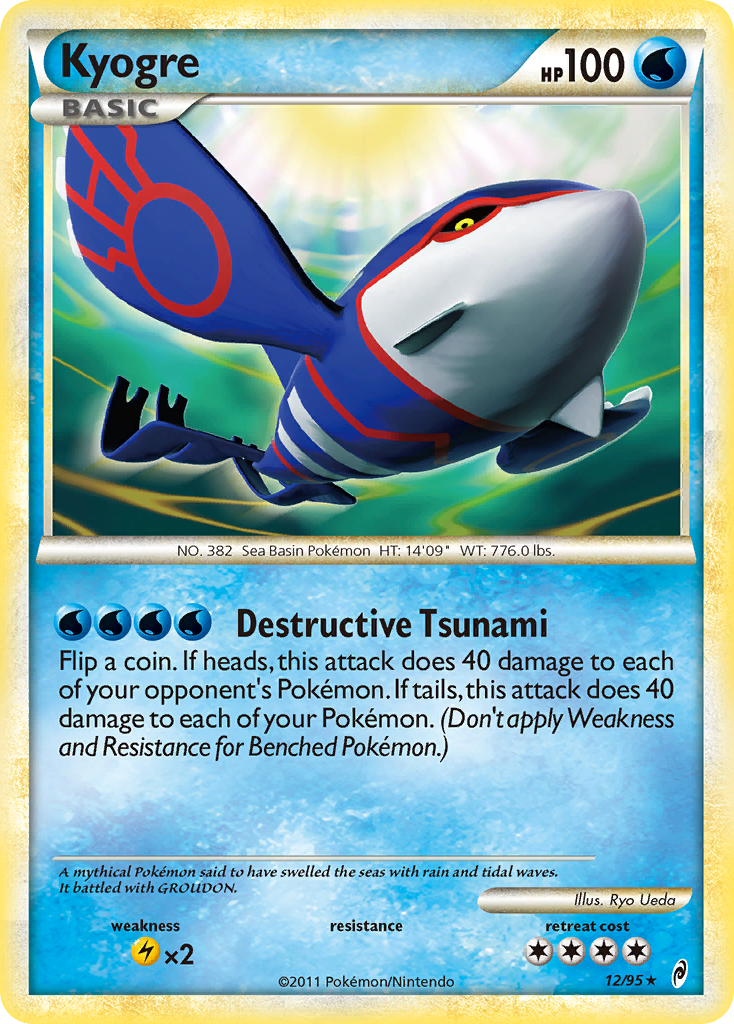 Kyogre
HP100
BASIC
NO. 382 Sea Basin Pokémon HT: 14'09" WT: 776.0 lbs.
Destructive Tsunami
Flip a coin. If heads, this attack does 40 damage to each
of your opponent's Pokémon. If tails, this attack does 40
damage to each of your Pokémon. (Don't apply Weakness
and Resistance for Benched Pokémon.)
A mythical Pokémon said to have swelled the seas with rain and tidal waves.
It battled with GROUDON.
Illus. Ryo Ueda
weakness resistance retreat cost
×2
©2011 Pokémon/Nintendo
12/95 ★